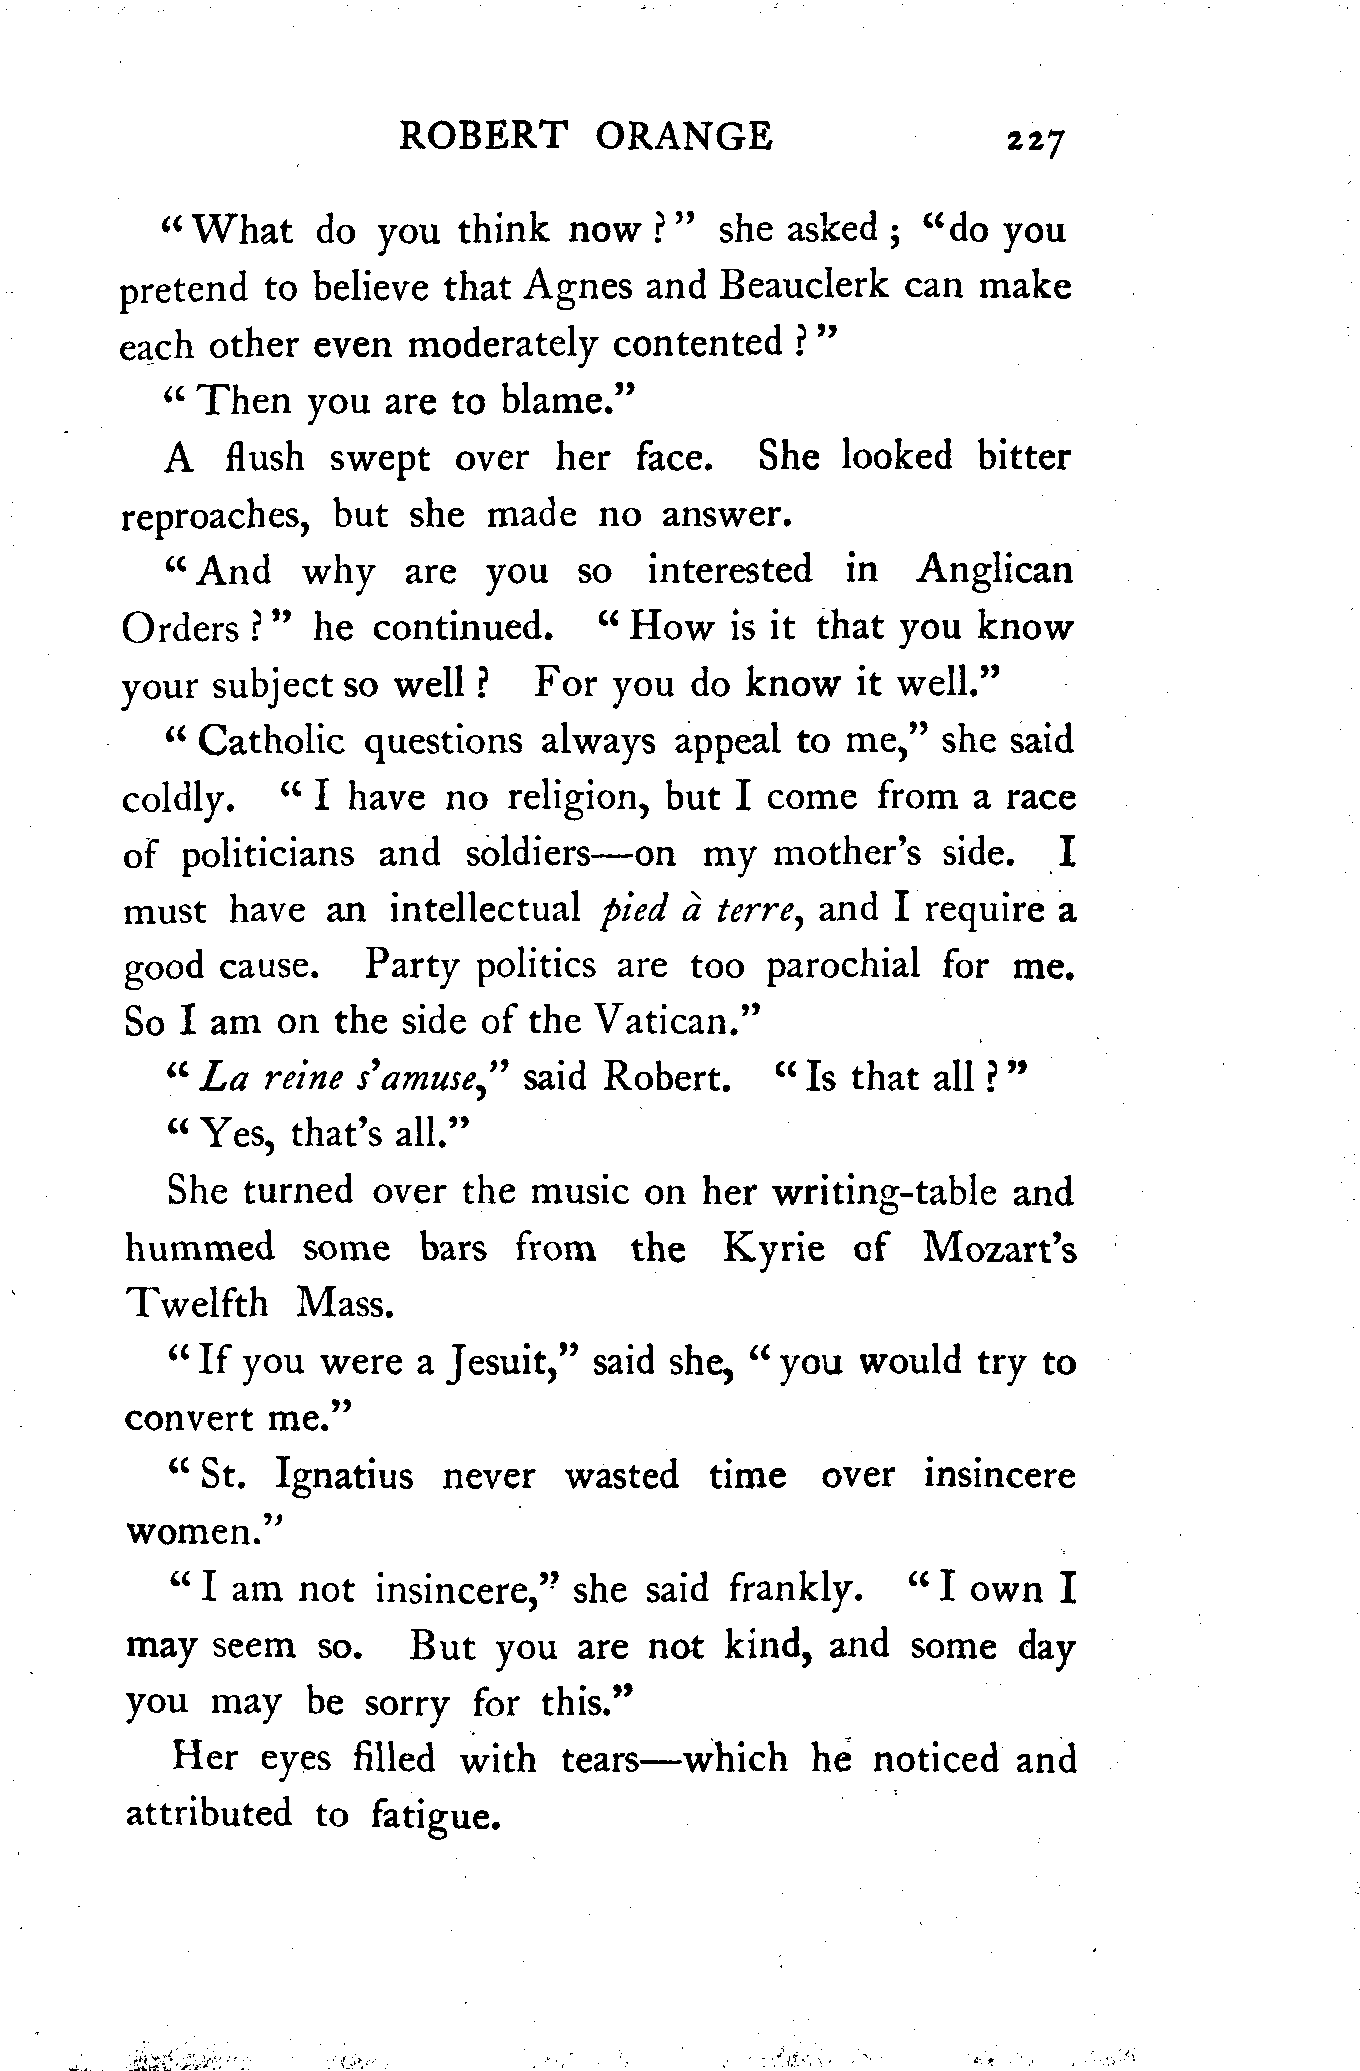 ROBERT ORANGE 227
"What do you think now?" she asked; "do you
pretend to believe that Agnes and Beauclerk can make
each other even moderately contented?"
"Then you are to blame."
A flush swept over her face. She looked bitter
reproaches, but she made no answer.
"And why are you so interested in Anglican
Orders?" he continued. "How is it that you know
your subject so well? For you do know it well."
"Catholic questions always appeal to me," she said
coldly. "I have no religion, but I come from a race
of politicians and soldiers—on my mother's side. I
must have an intellectual pied à terre, and I require a
good cause. Party politics are too parochial for me.
So I am on the side of the Vatican."
"La reine s'amuse," said Robert. "Is that all?"
"Yes, that's all."
She turned over the music on her writing-table and
hummed some bars from the Kyrie of Mozart's
Twelfth Mass.
"If you were a Jesuit," said she, "you would try to
convert me."
"St. Ignatius never wasted time over insincere
women."
"I am not insincere," she said frankly. "I own I
may seem so. But you are not kind, and some day
you may be sorry for this."
Her eyes filled with tears—which he noticed and
attributed to fatigue.